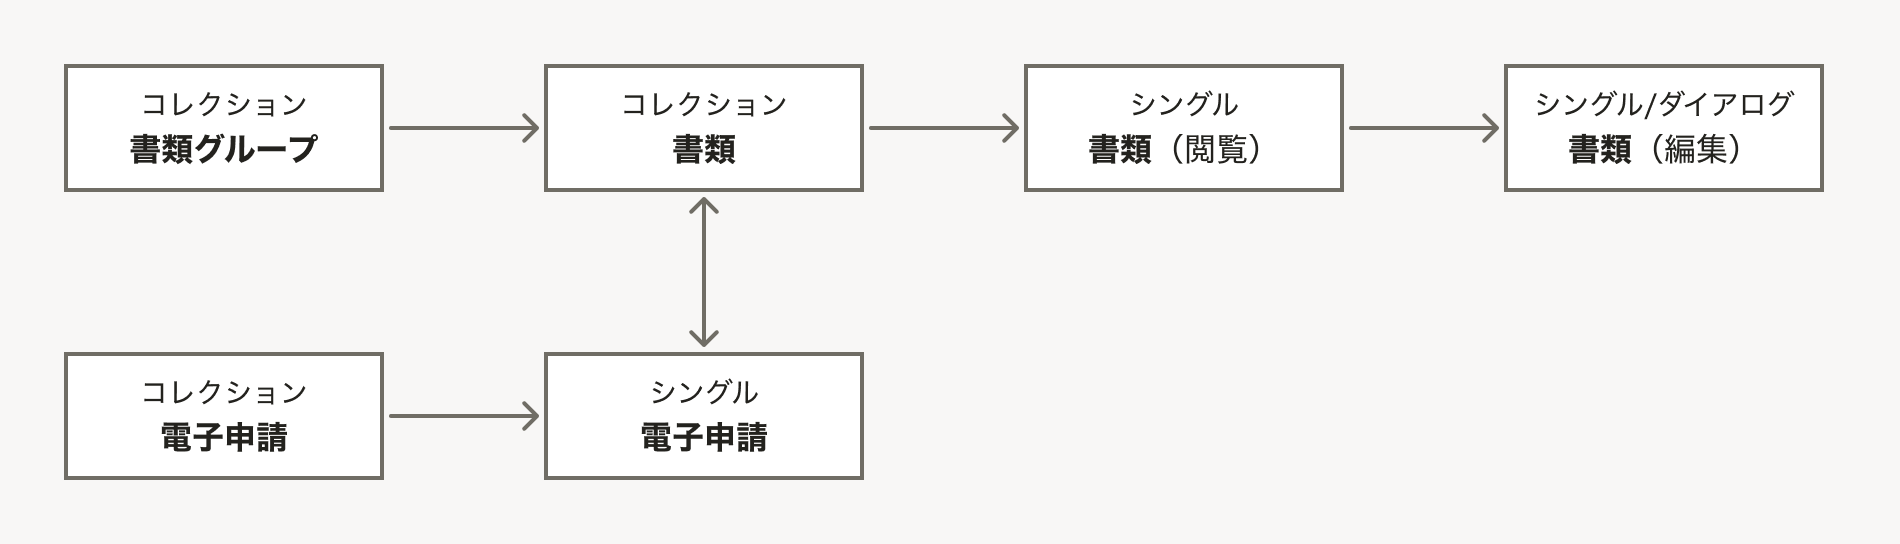 コレクション
書類グループ
コレクション
書類
シングル
書類（閲覧）
シングル/ダイアログ
書類（編集）
コレクション
電子申請
シングル
電子申請